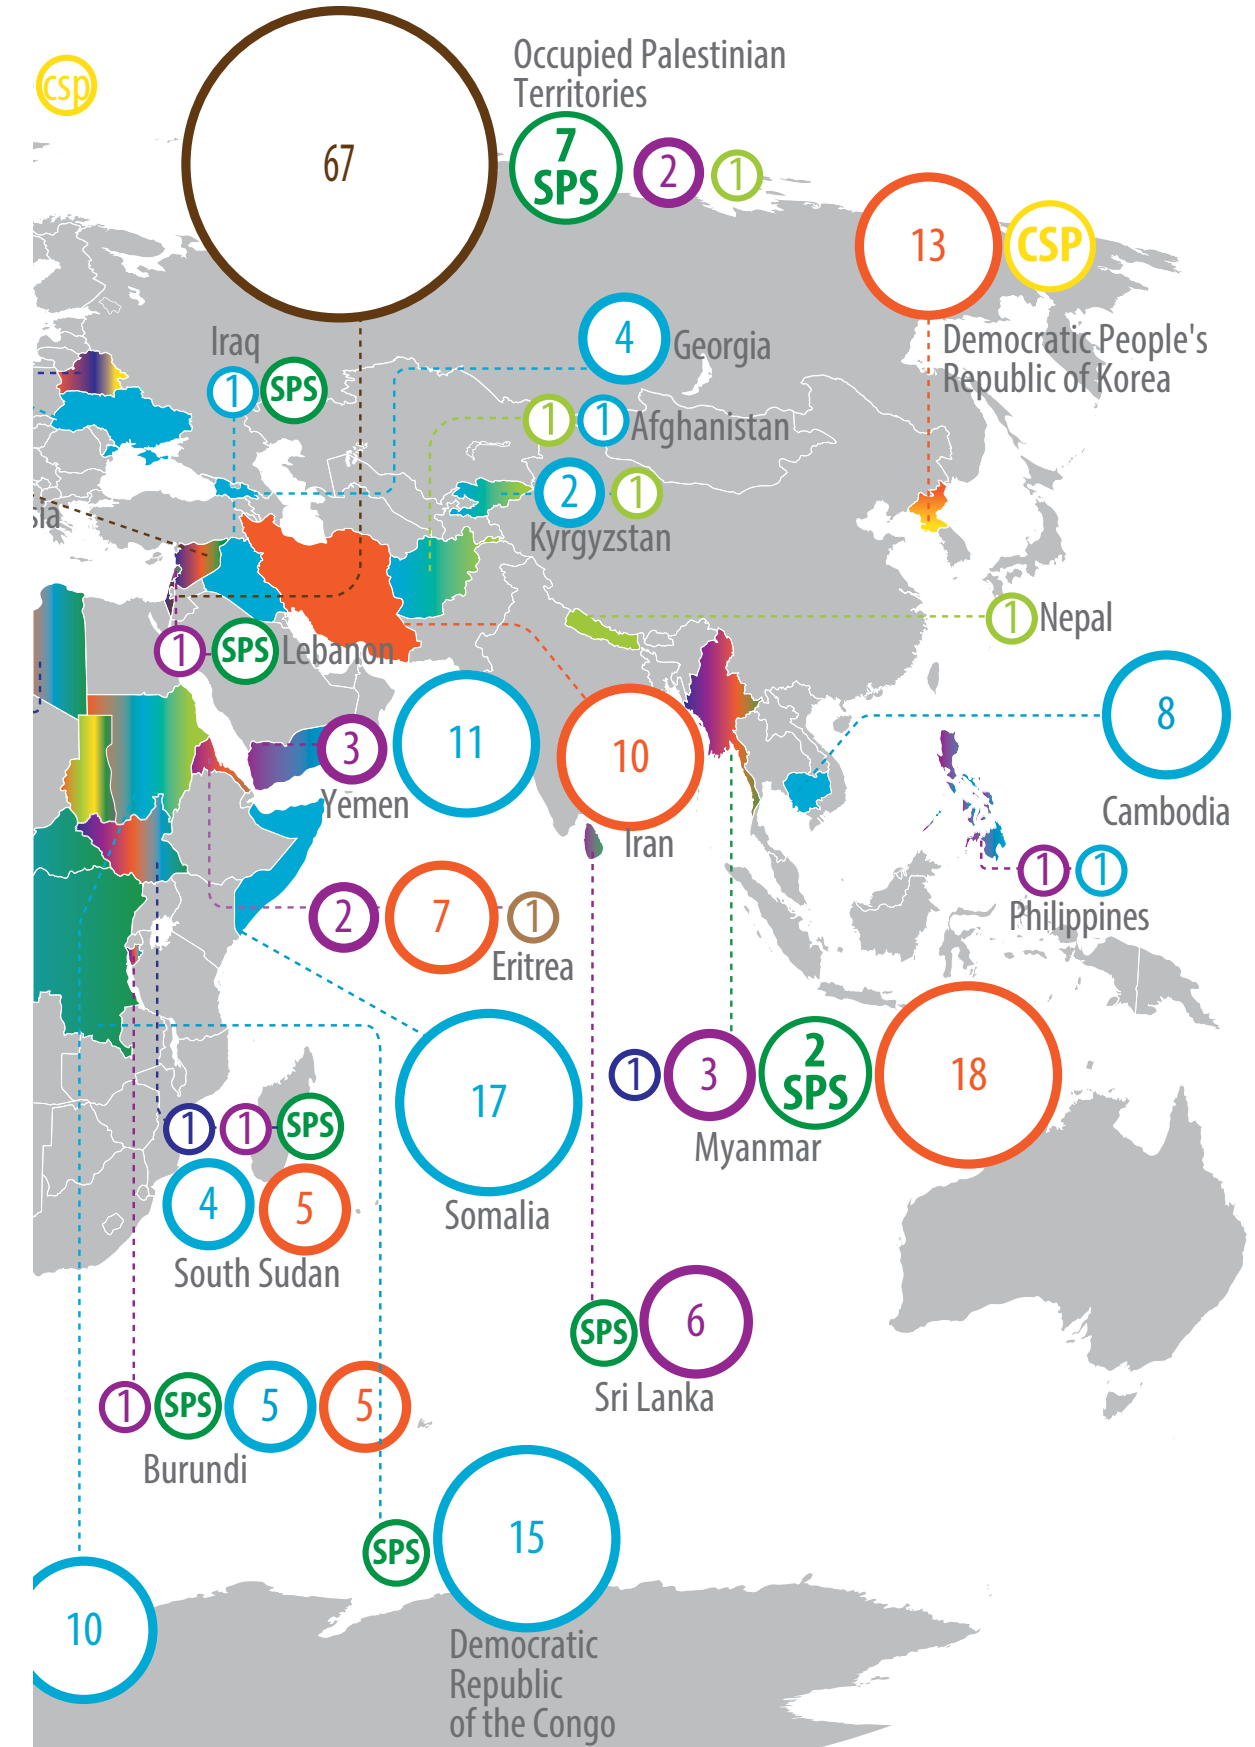 Occupied Palestinian
Territories
csp
67
7
SPS
2
1
13
CSP
Democratic People's
Republic of Korea
Iraq
1
SPS
4
Georgia
1
1
Afghanistan
2
1
Kyrgyzstan
sia
1
Nepal
1
SPS
Lebanon
3
Yemen
11
10
Iran
8
Cambodia
1
1
Philippines
2
7
1
Eritrea
17
Somalia
1
3
2
SPS
18
Myanmar
1
1
SPS
4
5
South Sudan
SPS
6
Sri Lanka
1
SPS
5
5
Burundi
SPS
15
Democratic
Republic
of the Congo
10